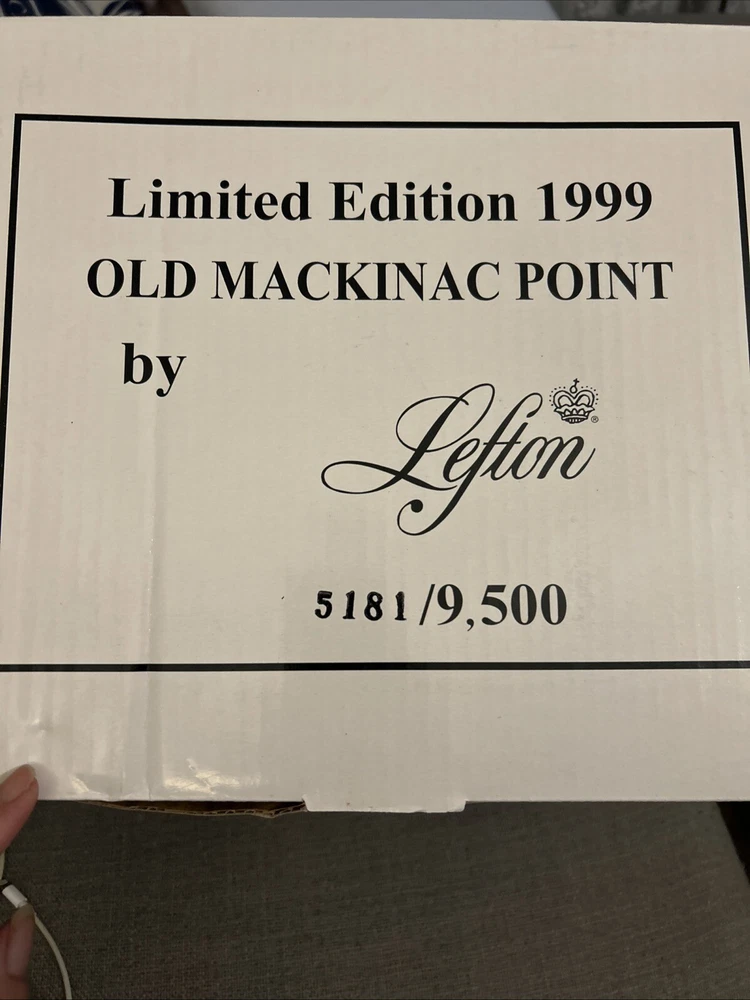 Limited Edition 1999
OLD MACKINAC POINT
by
Lefton ®
5181/9,500